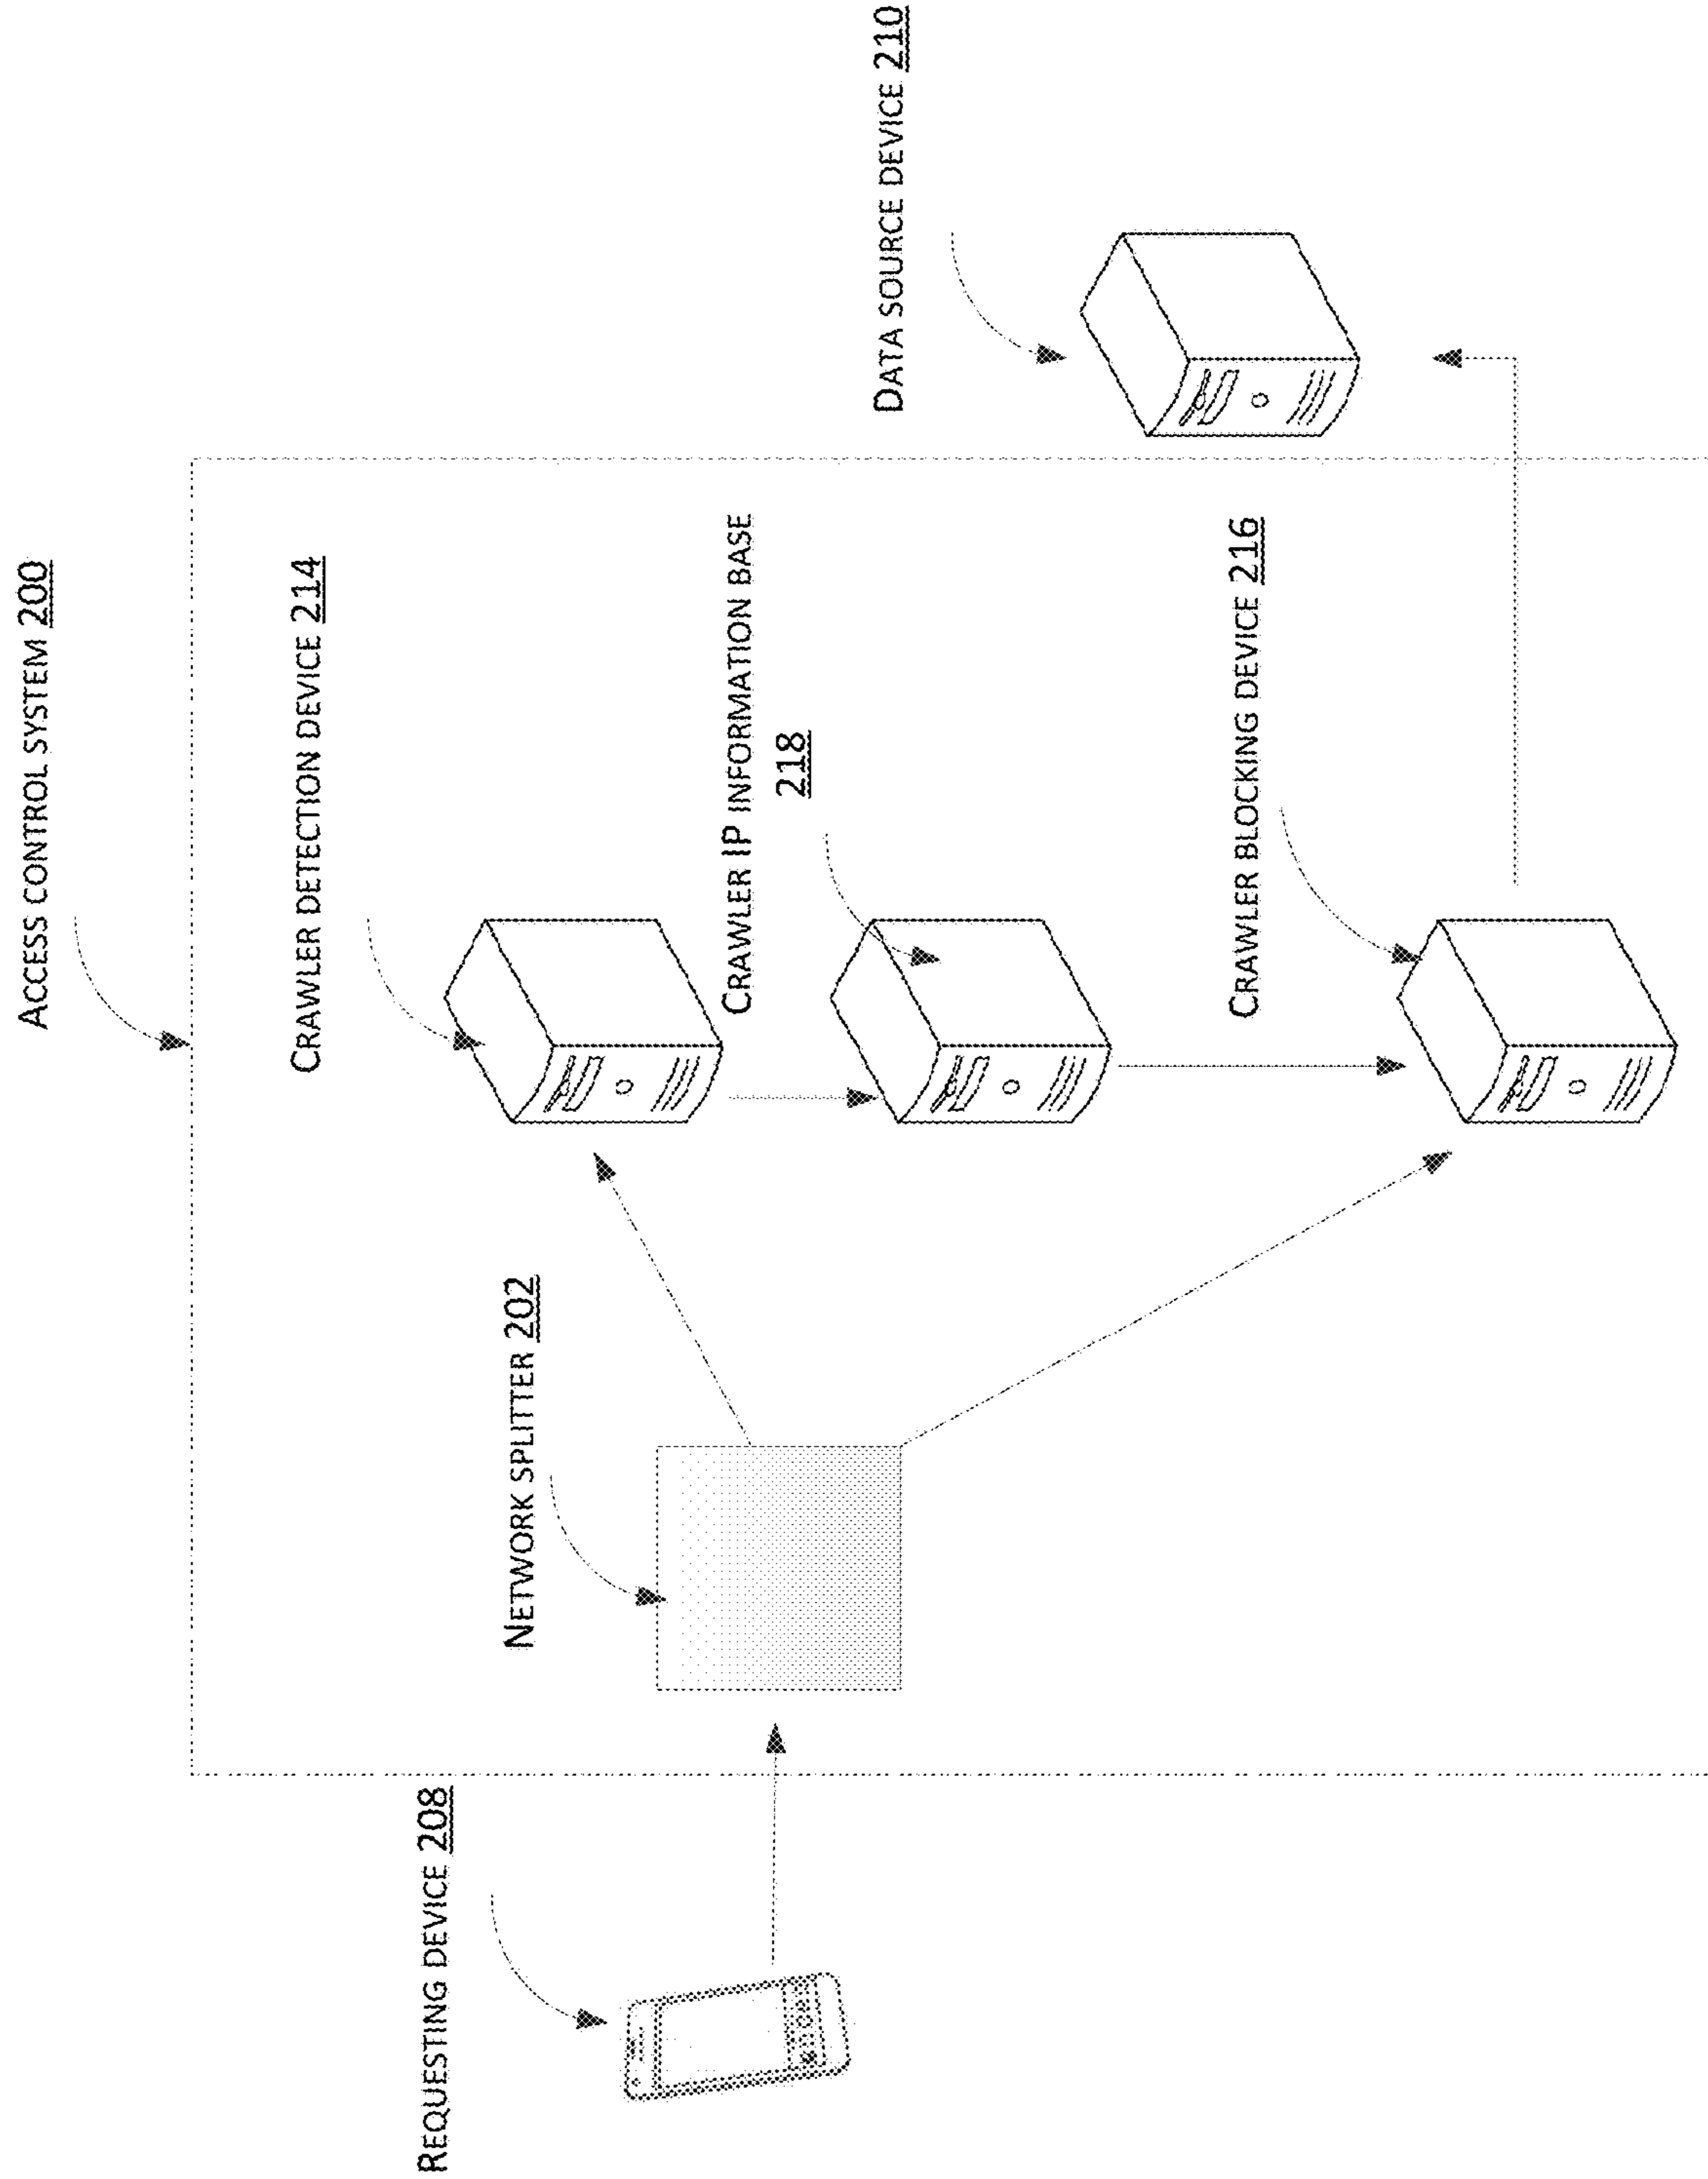 ACCESS CONTROL SYSTEM 200
CRAWLER DETECTION DEVICE 214
REQUESTING DEVICE 208
NETWORK SPLITTER 202
CRAWLER IP INFORMATION BASE
218
DATA SOURCE DEVICE 210
CRAWLER BLOCKING DEVICE 216